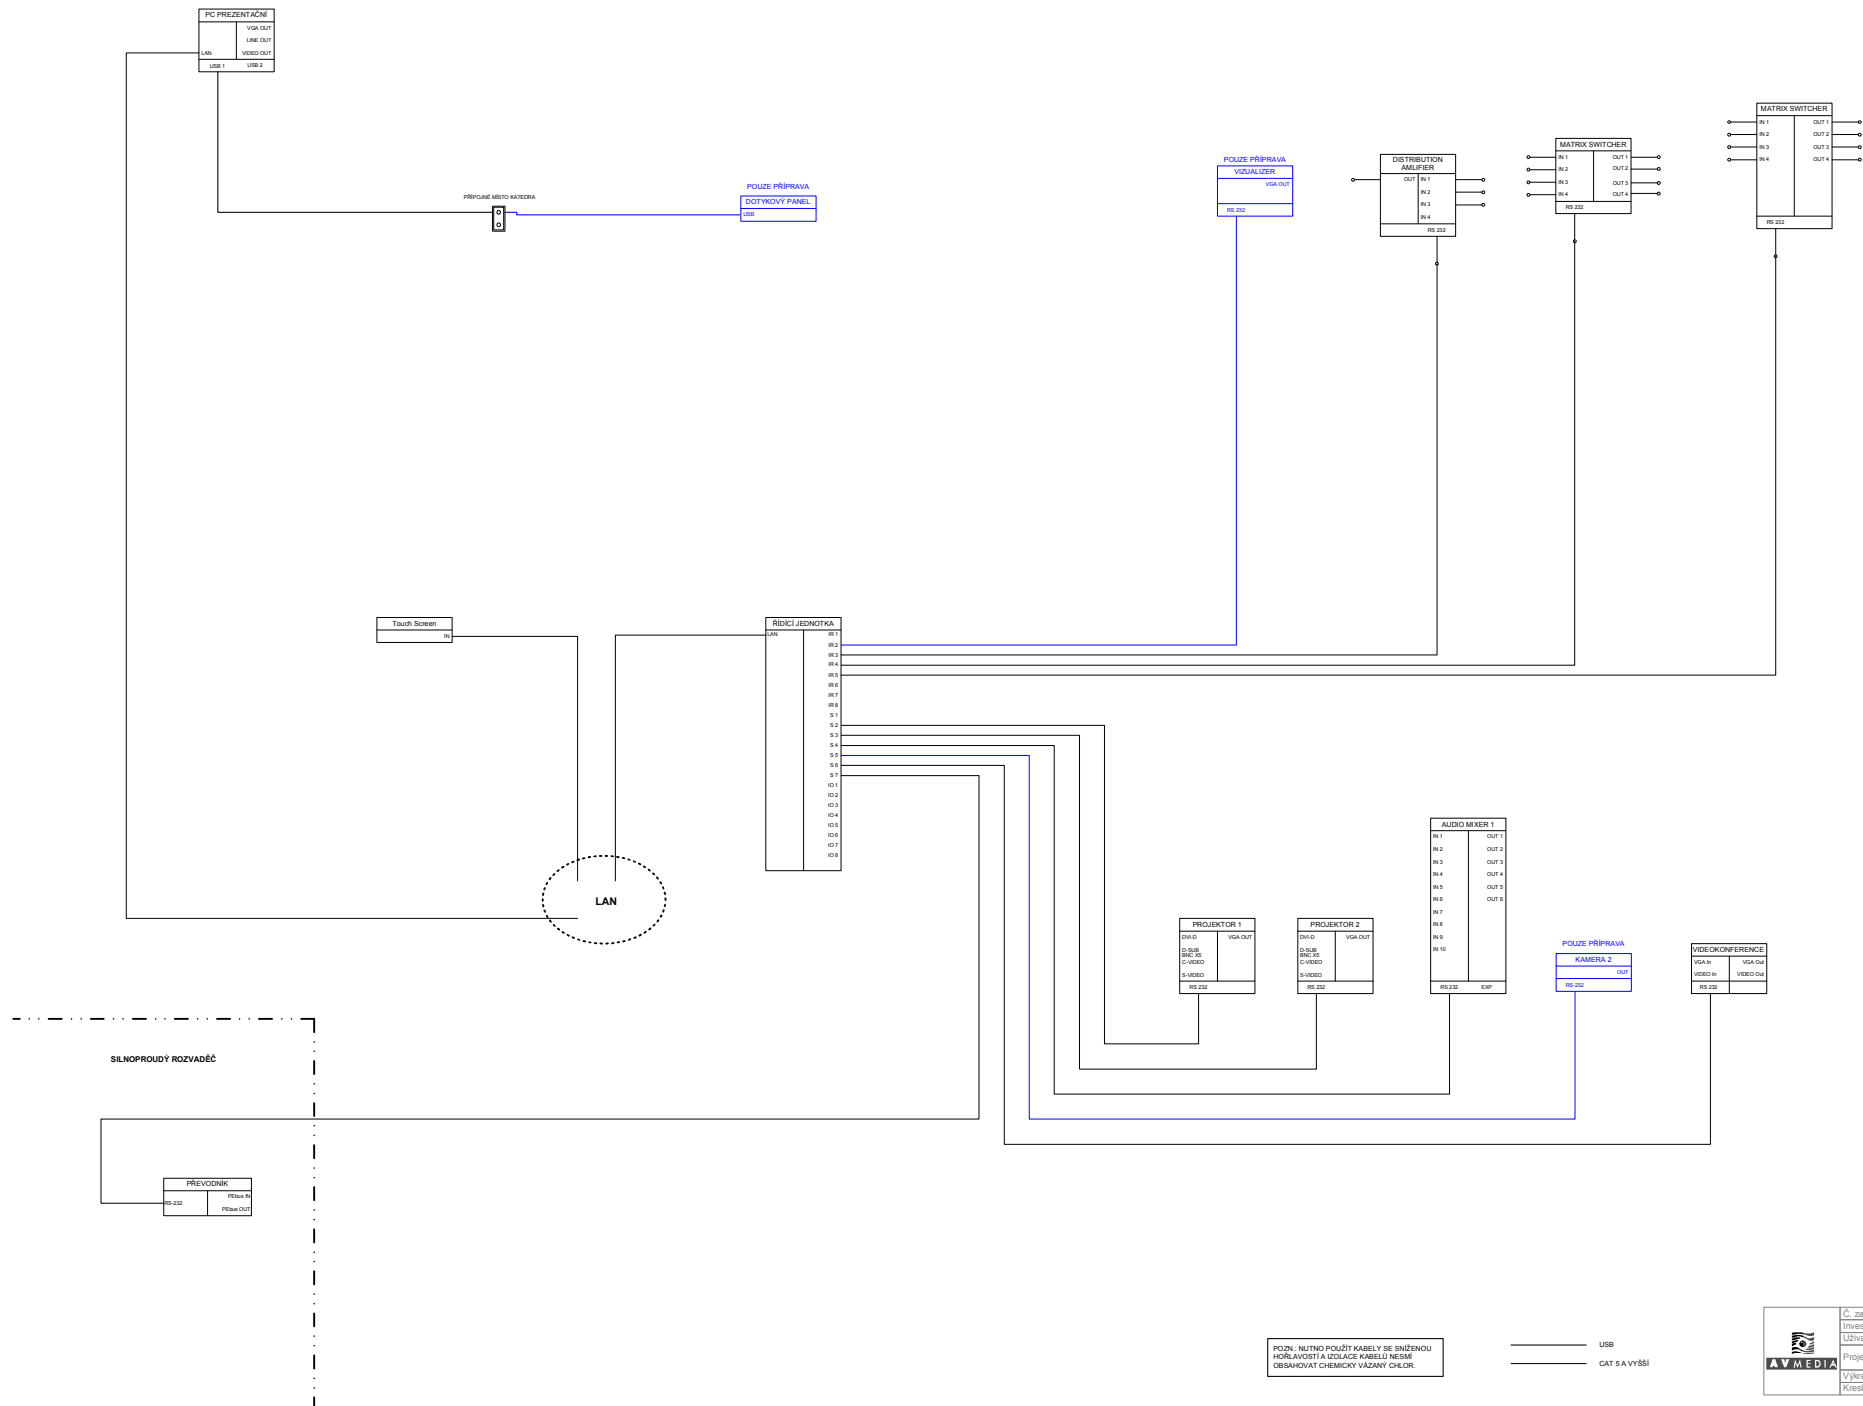 PC PREZENTAČNÍ
VGA OUT
LINE OUT
LAN VIDEO OUT
USB 1 USB 2
PŘÍPOJNÉ MÍSTO KATEDRA
POUZE PŘÍPRAVA
DOTYKOVÝ PANEL
USB
POUZE PŘÍPRAVA
VIZUALIZER
VGA OUT
RS 232
DISTRIBUTION
AMLIFIER
OUT IN 1
IN 2
IN 3
IN 4
RS 232
MATRIX SWITCHER
IN 1 OUT 1
IN 2 OUT 2
IN 3 OUT 3
IN 4 OUT 4
RS 232
MATRIX SWITCHER
IN 1 OUT 1
IN 2 OUT 2
IN 3 OUT 3
IN 4 OUT 4
RS 232
Touch Screen
IN
ŘÍDÍCÍ JEDNOTKA
LAN IR 1
IR 2
IR 3
IR 4
IR 5
IR 6
IR 7
IR 8
S 1
S 2
S 3
S 4
S 5
S 6
S 7
IO 1
IO 2
IO 3
IO 4
IO 5
IO 6
IO 7
IO 8
LAN
PROJEKTOR 1
DVI-D VGA OUT
D-SUB
BNC X5
C-VIDEO
S-VIDEO
RS 232
PROJEKTOR 2
DVI-D VGA OUT
D-SUB
BNC X5
C-VIDEO
S-VIDEO
RS 232
AUDIO MIXER 1
IN 1 OUT 1
IN 2 OUT 2
IN 3 OUT 3
IN 4 OUT 4
IN 5 OUT 5
IN 6 OUT 6
IN 7
IN 8
IN 9
IN 10
RS 232 EXP
POUZE PŘÍPRAVA
KAMERA 2
OUT
RS-232
VIDEOKONFERENCE
VGA In VGA Out
VIDEO In VIDEO Out
RS 232
SILNOPROUDÝ ROZVADĚČ
PŘEVODNÍK
PEbus IN
RS-232
PEbus OUT
POZN.: NUTNO POUŽÍT KABELY SE SNÍŽENOU
HOŘLAVOSTÍ A IZOLACE KABELŮ NESMÍ
OBSAHOVAT CHEMICKY VÁZANÝ CHLOR.
USB
CAT 5 A VYŠŠÍ
AV MEDIA
Č. za
Inves
Uživa
Proje
Výkre
Kresl